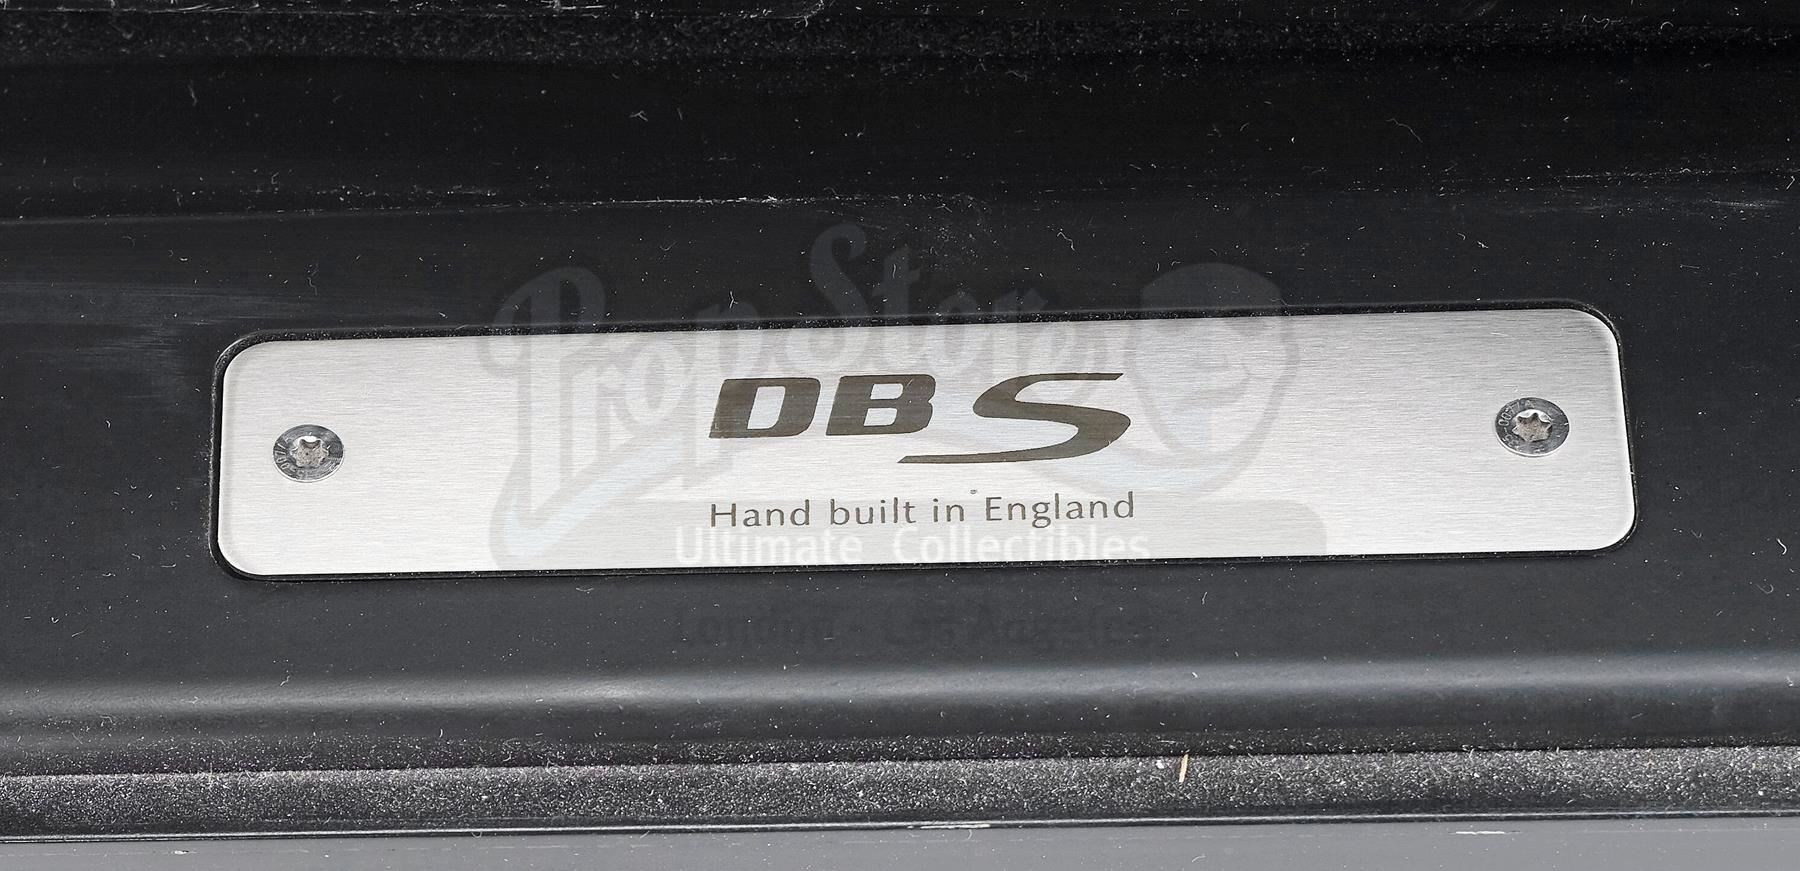 Prop Store
DBS
Hand built in England
Ultimate Collectibles
London - Los Angeles